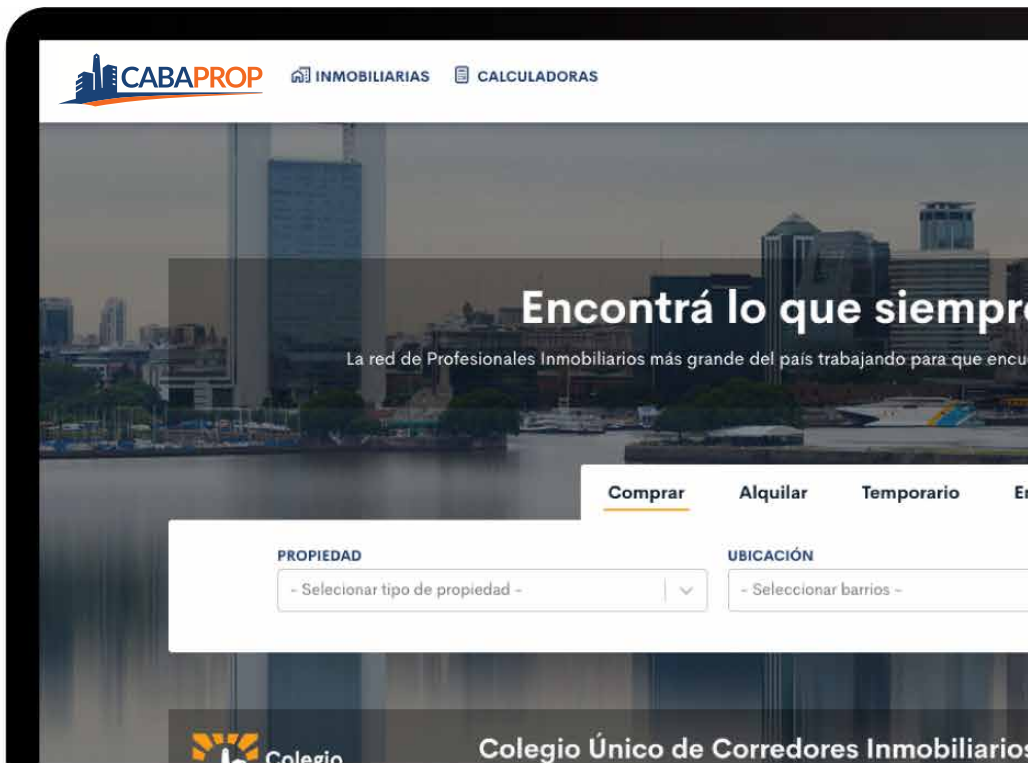 CABAPROP
INMOBILIARIAS CALCULADORAS
Encontrá lo que siempre
La red de Profesionales Inmobiliarios más grande del país trabajando para que encu
Comprar Alquilar Temporario
PROPIEDAD UBICACIÓN
- Selecionar tipo de propiedad - - Seleccionar barrios -
Colegio Colegio Único de Corredores Inmobiliarios